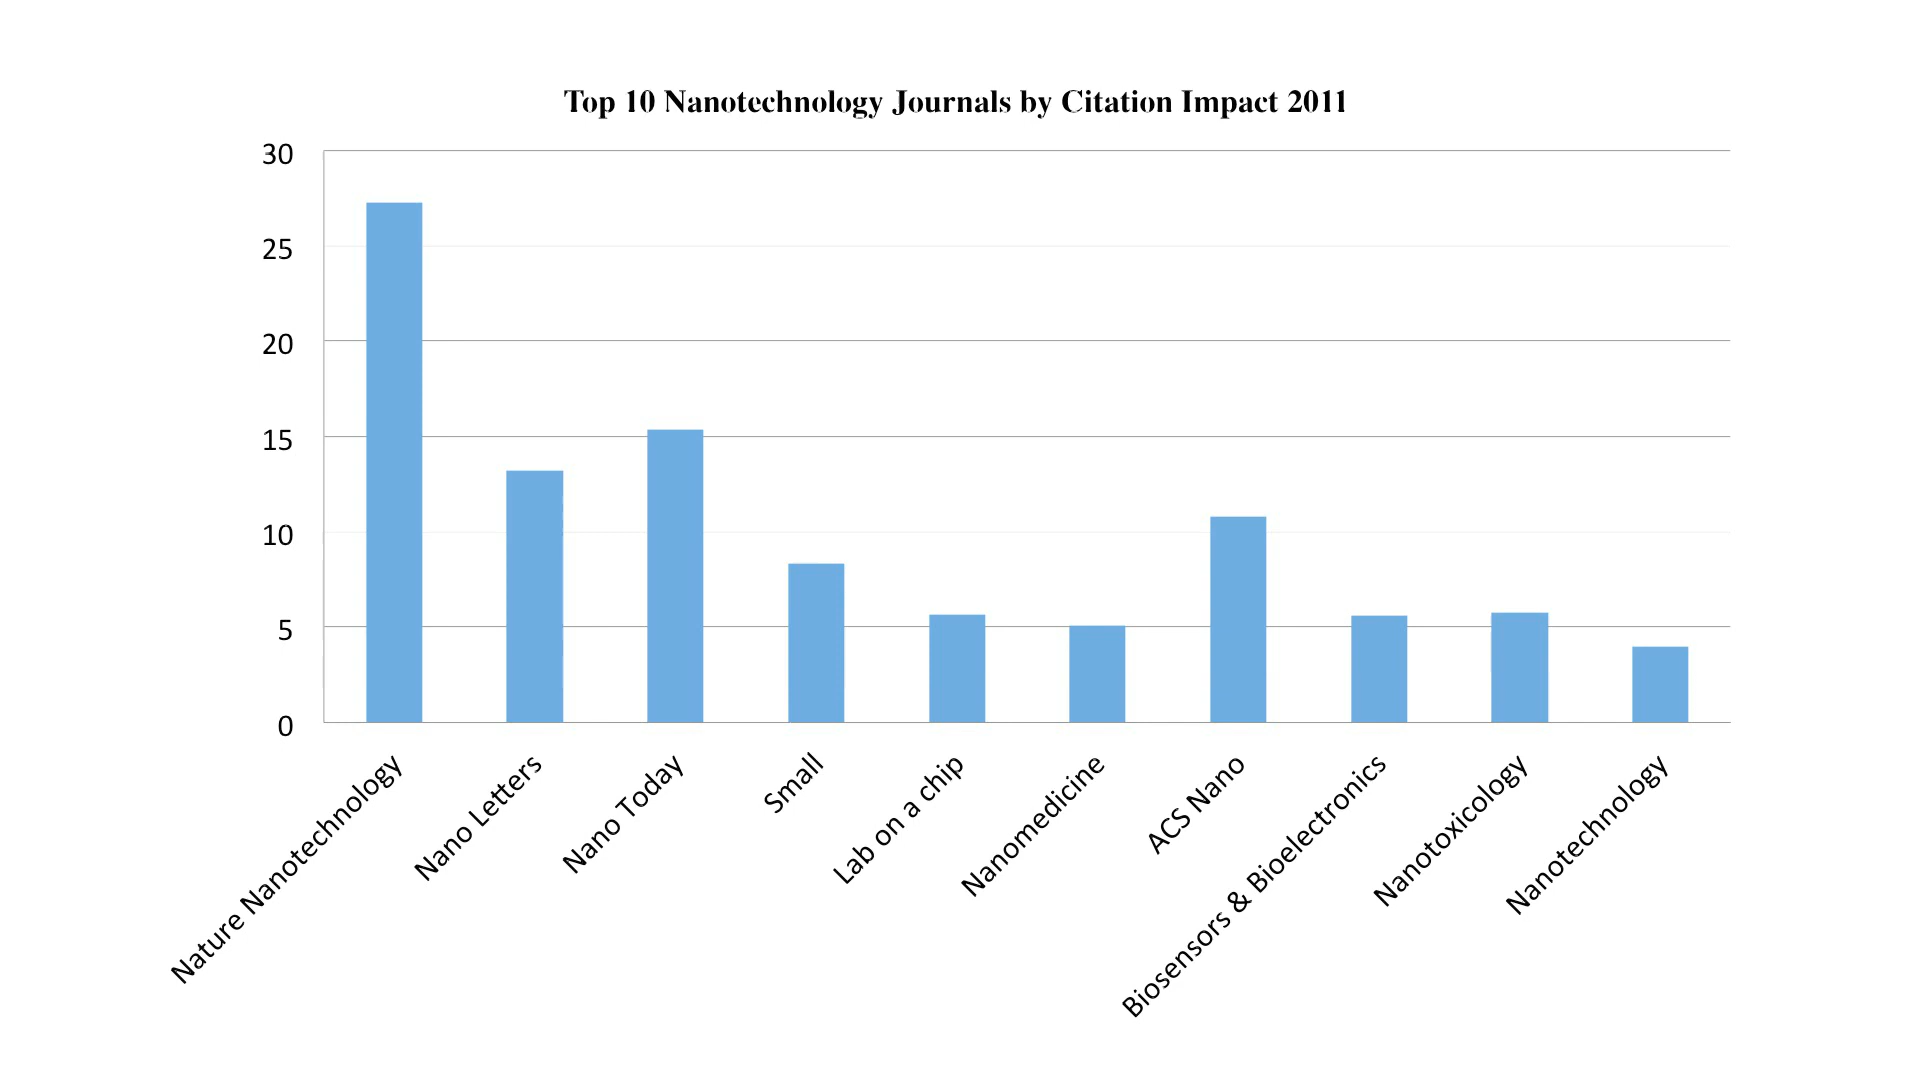 Top 10 Nanotechnology Journals by Citation Impact 2011
30
25
20
15
10
5
0
Nature Nanotechnology
Nano Letters
Nano Today
Small
Lab on a chip
Nanomedicine
ACS Nano
Biosensors & Bioelectronics
Nanotoxicology
Nanotechnology